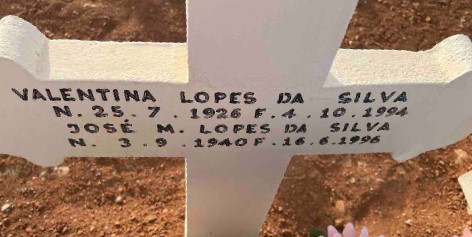 VALENTINA LOPES DA SILVA
N. 25. 7. 1926 F. 4. 10. 1994
JOSÉ M. LOPES DA SILVA
N. 3. 9. 1940 F. 16. 6. 1996